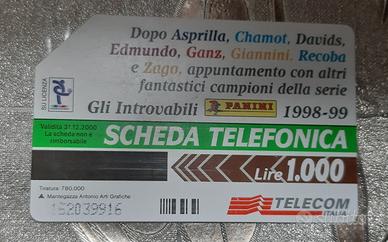 Dopo Asprilla, Chamot, Davids,
Edmundo, Ganz, Giannini, Recoba
e Zago, appuntamento con altri
fantastici campioni della serie
Gli Introvabili PANINI 1998-99
SU LICENZA
Validità 31.12.2000
La scheda non è
rimborsabile
SCHEDA TELEFONICA
Lire 1.000
Tiratura: 780.000
Mantegazza Antonio Arti Grafiche
152039916
TELECOM
ITALIA